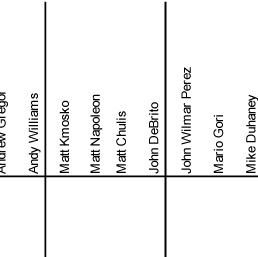 Andrew Gregor
Andy Williams
Matt Kmosko
Matt Napoleon
Matt Chulis
John DeBrito
John Wilmar Perez
Mario Gori
Mike Duhaney